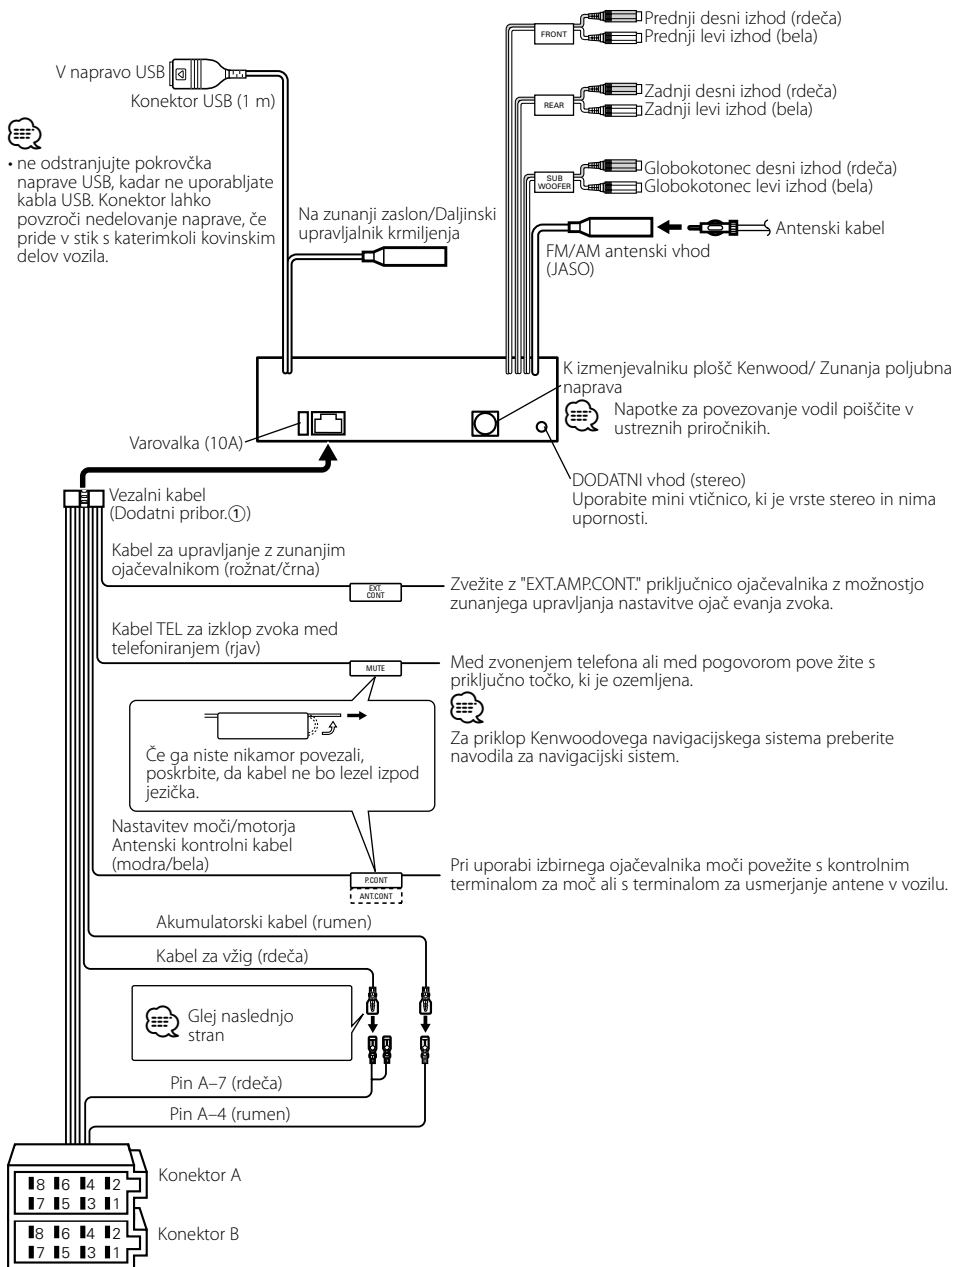 Prednji desni izhod (rdeča)
FRONT
Prednji levi izhod (bela)
V napravo USB
Konektor USB (1 m)
Zadnji desni izhod (rdeča)
REAR
Zadnji levi izhod (bela)
• ne odstranjujte pokrovčka
naprave USB, kadar ne uporabljate
kabla USB. Konektor lahko
povzroči nedelovanje naprave, če
pride v stik s katerimkoli kovinskim
delov vozila.
Globokotonec desni izhod (rdeča)
SUB
WOOFER
Globokotonec levi izhod (bela)
Na zunanji zaslon/Daljinski
upravljalnik krmiljenja
Antenski kabel
FM/AM antenski vhod
(JASO)
K izmenjevalniku plošč Kenwood/ Zunanja poljubna
naprava
Napotke za povezovanje vodil poiščite v
ustreznih priročnikih.
Varovalka (10A)
DODATNI vhod (stereo)
Uporabite mini vtičnico, ki je vrste stereo in nima
upornosti.
Vezalni kabel
(Dodatni pribor.①)
Kabel za upravljanje z zunanjim
ojačevalnikom (rožnat/črna)
EXT.
CONT
Zvežite z "EXT.AMP.CONT." priključnico ojačevalnika z možnostjo
zunanjega upravljanja nastavitve ojač evanja zvoka.
Kabel TEL za izklop zvoka med
telefoniranjem (rjav)
MUTE
Med zvonenjem telefona ali med pogovorom pove žite s
priključno točko, ki je ozemljena.
Za priklop Kenwoodovega navigacijskega sistema preberite
navodila za navigacijski sistem.
Če ga niste nikamor povezali,
poskrbite, da kabel ne bo lezel izpod
jezička.
Nastavitev moči/motorja
Antenski kontrolni kabel
(modra/bela)
P.CONT
ANT.CONT
Pri uporabi izbirnega ojačevalnika moči povežite s kontrolnim
terminalom za moč ali s terminalom za usmerjanje antene v vozilu.
Akumulatorski kabel (rumen)
Kabel za vžig (rdeča)
Glej naslednjo
stran
Pin A–7 (rdeča)
Pin A–4 (rumen)
Konektor A
8 6 4 2
7 5 3 1
Konektor B
8 6 4 2
7 5 3 1